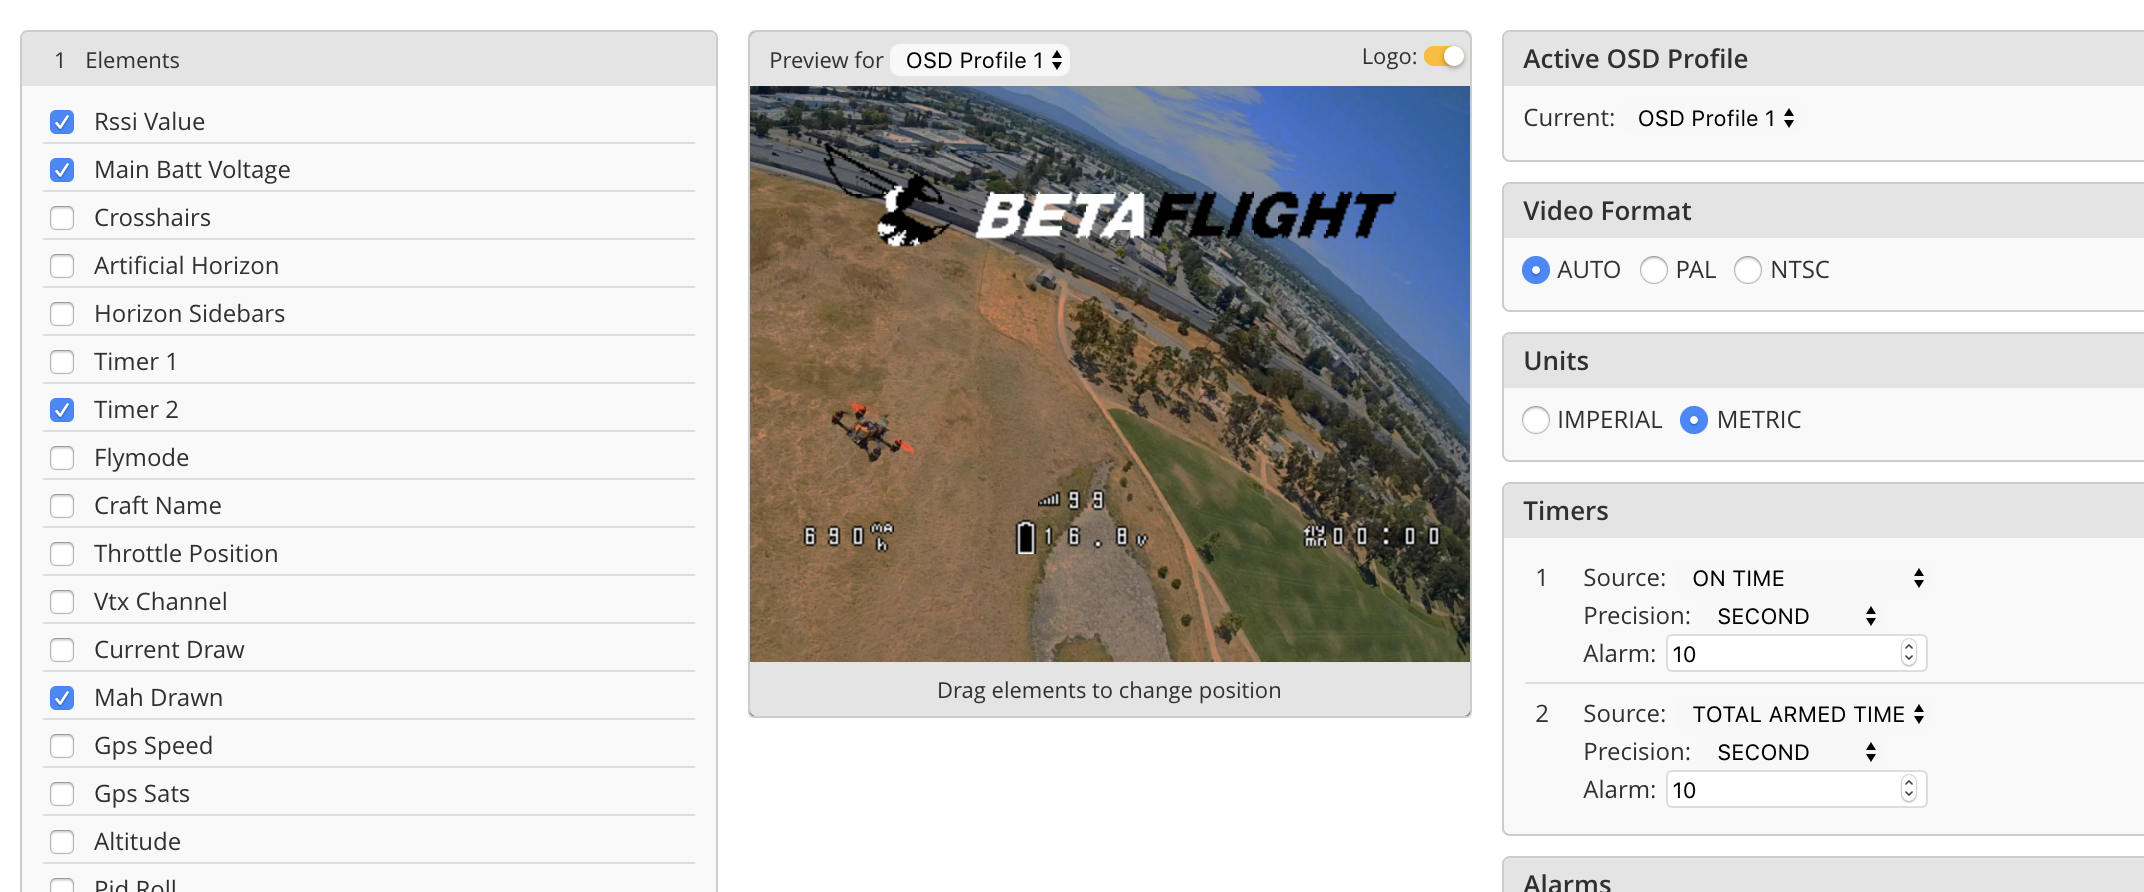 1 Elements
Rssi Value
Main Batt Voltage
Crosshairs
Artificial Horizon
Horizon Sidebars
Timer 1
Timer 2
Flymode
Craft Name
Throttle Position
Vtx Channel
Current Draw
Mah Drawn
Gps Speed
Gps Sats
Altitude
Pid Roll
Preview for OSD Profile 1 Logo:
BETAFLIGHT
99
690 mAh 16.8v fly mn 00:00
Drag elements to change position
Active OSD Profile
Current: OSD Profile 1
Video Format
AUTO PAL NTSC
Units
IMPERIAL METRIC
Timers
1 Source: ON TIME
Precision: SECOND
Alarm: 10
2 Source: TOTAL ARMED TIME
Precision: SECOND
Alarm: 10
Alarms